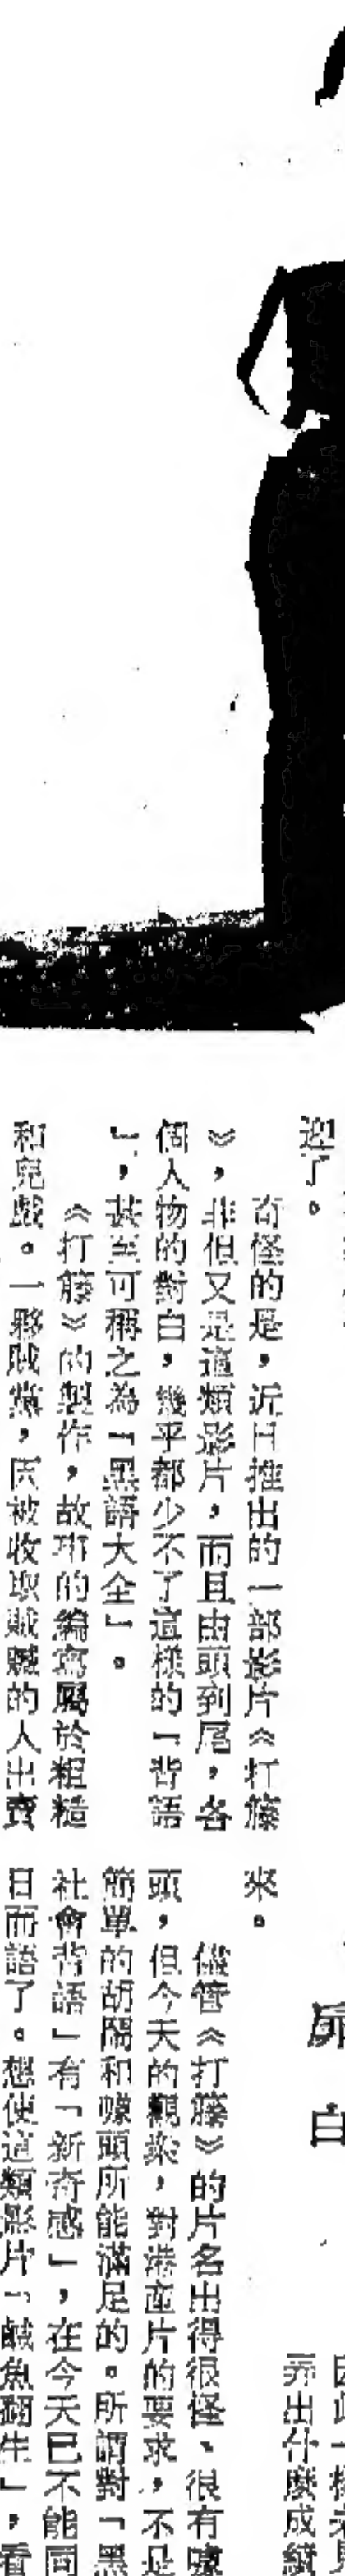 迎了。
奇怪的是，近日推出的一部影片《打籐
》，非但又是這類影片，而且由頭到尾，各
個人物的對白，幾乎都少不了這樣的「背語
」，甚至可稱之為「黑語大全」。
《打籐》的製作，故事的編寫屬於粗糙
和兒戲。一夥賊黨，因被收取賊贓的人出賣
弄出什麼成績
來。
儘管《打籐》的片名出得很怪、很有噱
頭，但今天的觀衆，對港產片的要求，不是
簡單的胡鬧和噱頭所能滿足的。所謂對「黑
社會背語」有「新奇感」，在今天已不能同
日而語了。想使這類影片「鹹魚翻生」，看